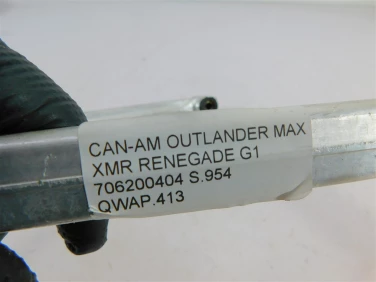 CAN-AM OUTLANDER MAX
XMR RENEGADE G1
706200404 S.954
QWAP.413